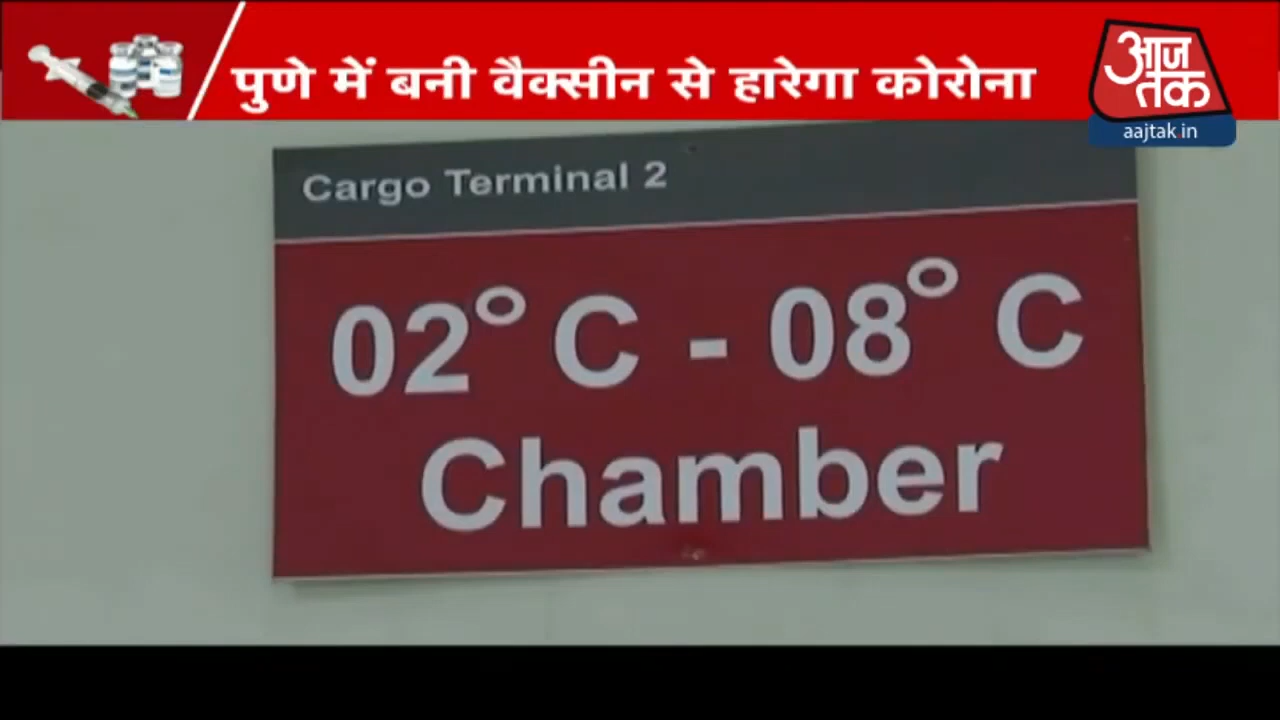 पुणे में बनी वैक्सीन से हारेगा कोरोना
आज
तक
aajtak.in
Cargo Terminal 2
02° C - 08° C
Chamber